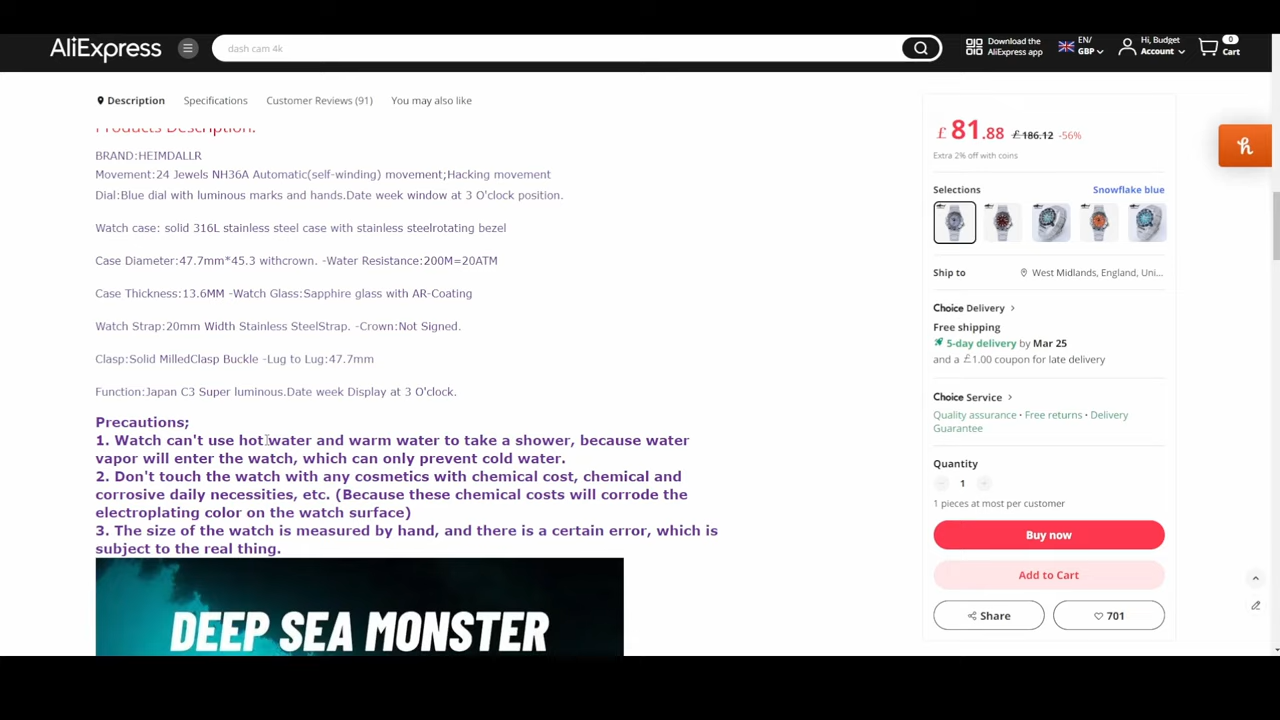 AliExpress
dash cam 4k
Download the
AliExpress app
EN/
GBP
Hi, Budget
Account
0
Cart
Description
Specifications
Customer Reviews (91)
You may also like
Products Description:
BRAND:HEIMDALLR
Movement:24 Jewels NH36A Automatic(self-winding) movement;Hacking movement
Dial:Blue dial with luminous marks and hands.Date week window at 3 O'clock position.
Watch case: solid 316L stainless steel case with stainless steelrotating bezel
Case Diameter:47.7mm*45.3 withcrown. -Water Resistance:200M=20ATM
Case Thickness:13.6MM -Watch Glass:Sapphire glass with AR-Coating
Watch Strap:20mm Width Stainless SteelStrap. -Crown:Not Signed.
Clasp:Solid MilledClasp Buckle -Lug to Lug:47.7mm
Function:Japan C3 Super luminous.Date week Display at 3 O'clock.
Precautions;
1. Watch can't use hot water and warm water to take a shower, because water
vapor will enter the watch, which can only prevent cold water.
2. Don't touch the watch with any cosmetics with chemical cost, chemical and
corrosive daily necessities, etc. (Because these chemical costs will corrode the
electroplating color on the watch surface)
3. The size of the watch is measured by hand, and there is a certain error, which is
subject to the real thing.
DEEP SEA MONSTER
£81.88 £186.12 -56%
Extra 2% off with coins
Selections
Snowflake blue
Ship to
West Midlands, England, Uni...
Choice Delivery
Free shipping
5-day delivery by Mar 25
and a £1.00 coupon for late delivery
Choice Service
Quality assurance · Free returns · Delivery
Guarantee
Quantity
1
1 pieces at most per customer
Buy now
Add to Cart
Share
701
h